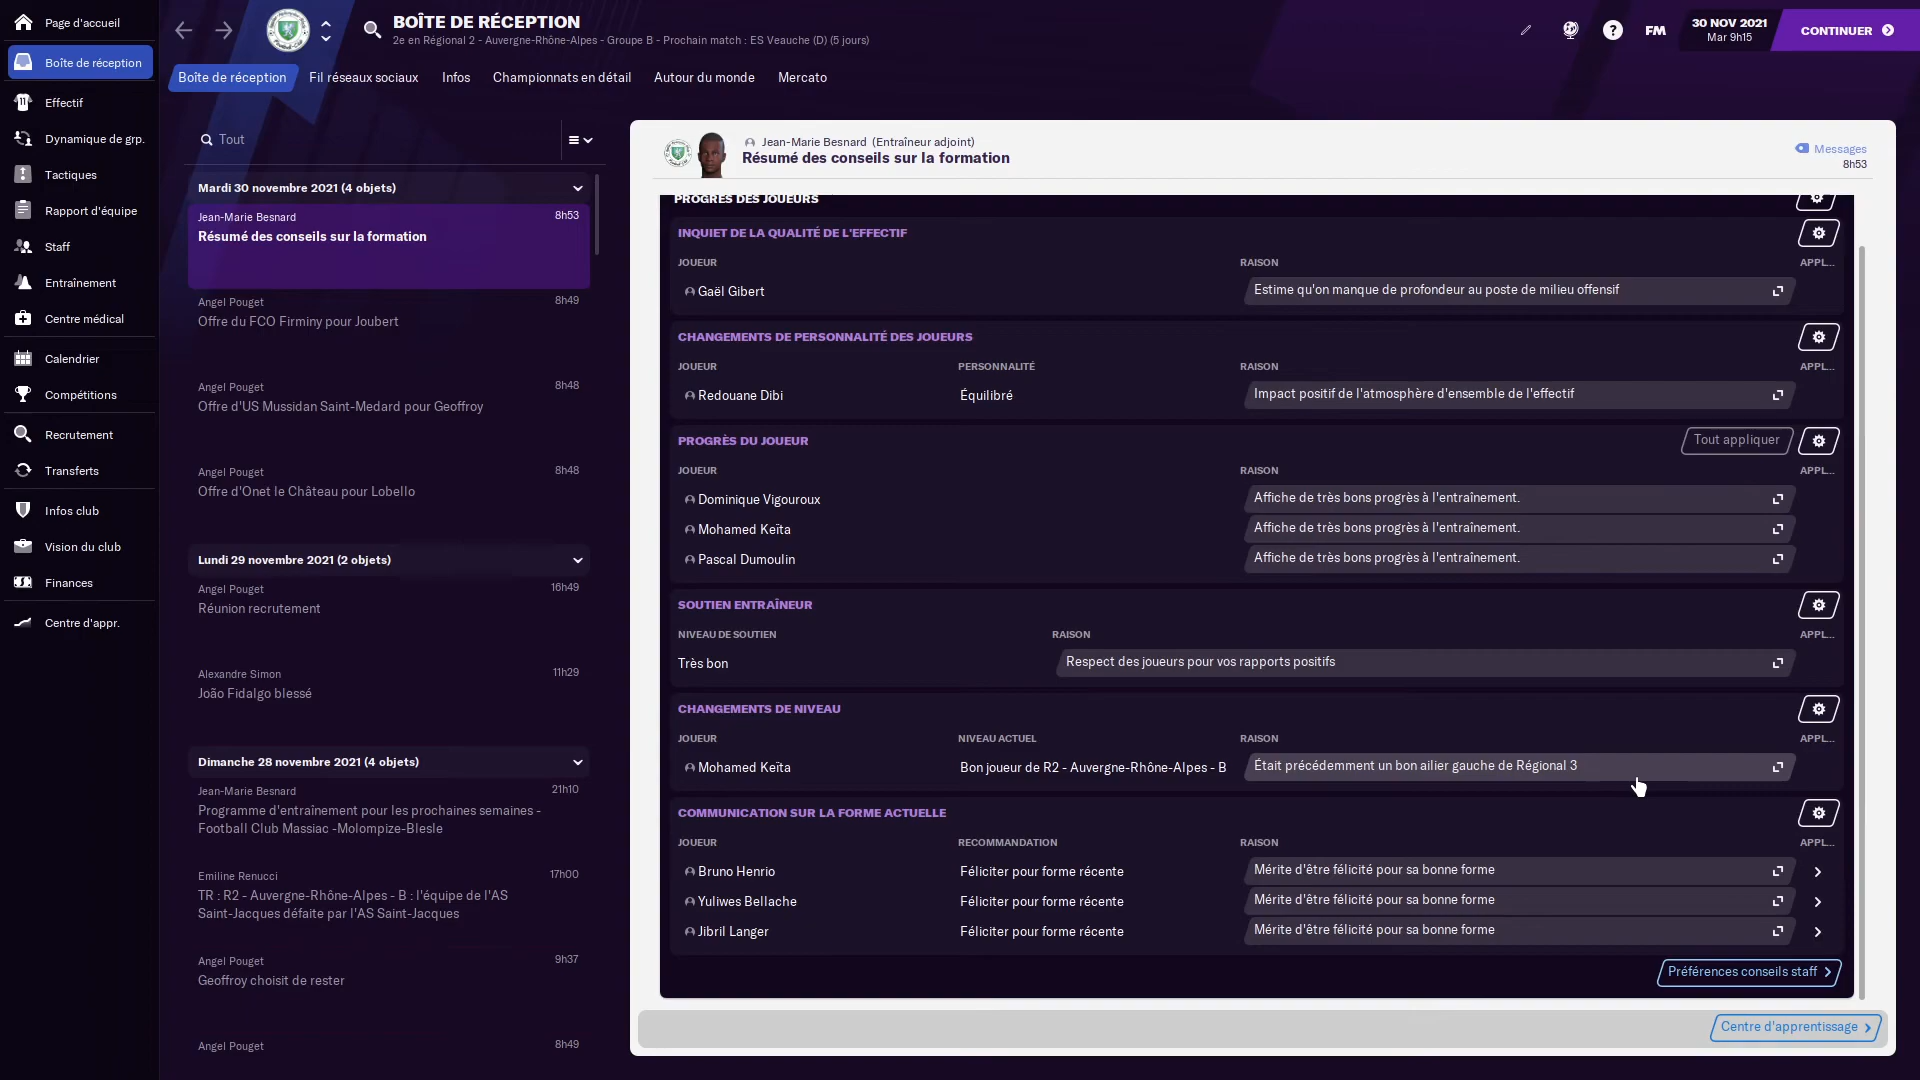 Page d'accueil
Boîte de réception
Effectif
Dynamique de grp.
Tactiques
Rapport d'équipe
Staff
Entraînement
Centre médical
Calendrier
Compétitions
Recrutement
Transferts
Infos club
Vision du club
Finances
Centre d'appr.
BOÎTE DE RÉCEPTION
2e en Régional 2 - Auvergne-Rhône-Alpes - Groupe B - Prochain match : ES Veauche (D) (5 jours)
FM
30 NOV 2021
Mar 9h15
CONTINUER
Boîte de réception
Fil réseaux sociaux
Infos
Championnats en détail
Autour du monde
Mercato
Tout
Mardi 30 novembre 2021 (4 objets)
Jean-Marie Besnard 8h53
Résumé des conseils sur la formation
Angel Pouget 8h49
Offre du FCO Firminy pour Joubert
Angel Pouget 8h48
Offre d'US Mussidan Saint-Medard pour Geoffroy
Angel Pouget 8h48
Offre d'Onet le Château pour Lobello
Lundi 29 novembre 2021 (2 objets)
Angel Pouget 16h49
Réunion recrutement
Alexandre Simon 11h29
João Fidalgo blessé
Dimanche 28 novembre 2021 (4 objets)
Jean-Marie Besnard 21h10
Programme d'entraînement pour les prochaines semaines -
Football Club Massiac -Molompize-Blesle
Emiline Renucci 17h00
TR : R2 - Auvergne-Rhône-Alpes - B : l'équipe de l'AS
Saint-Jacques défaite par l'AS Saint-Jacques
Angel Pouget 9h37
Geoffroy choisit de rester
Angel Pouget 8h49
Jean-Marie Besnard (Entraîneur adjoint)
Résumé des conseils sur la formation
Messages
8h53
PROGRÈS DES JOUEURS
INQUIET DE LA QUALITÉ DE L'EFFECTIF
JOUEUR RAISON APPL...
Gaël Gibert Estime qu'on manque de profondeur au poste de milieu offensif
CHANGEMENTS DE PERSONNALITÉ DES JOUEURS
JOUEUR PERSONNALITÉ RAISON APPL...
Redouane Dibi Équilibré Impact positif de l'atmosphère d'ensemble de l'effectif
PROGRÈS DU JOUEUR Tout appliquer
JOUEUR RAISON APPL...
Dominique Vigouroux Affiche de très bons progrès à l'entraînement.
Mohamed Keïta Affiche de très bons progrès à l'entraînement.
Pascal Dumoulin Affiche de très bons progrès à l'entraînement.
SOUTIEN ENTRAÎNEUR
NIVEAU DE SOUTIEN RAISON APPL...
Très bon Respect des joueurs pour vos rapports positifs
CHANGEMENTS DE NIVEAU
JOUEUR NIVEAU ACTUEL RAISON APPL...
Mohamed Keïta Bon joueur de R2 - Auvergne-Rhône-Alpes - B Était précédemment un bon ailier gauche de Régional 3
COMMUNICATION SUR LA FORME ACTUELLE
JOUEUR RECOMMANDATION RAISON APPL...
Bruno Henrio Féliciter pour forme récente Mérite d'être félicité pour sa bonne forme
Yuliwes Bellache Féliciter pour forme récente Mérite d'être félicité pour sa bonne forme
Jibril Langer Féliciter pour forme récente Mérite d'être félicité pour sa bonne forme
Préférences conseils staff
Centre d'apprentissage